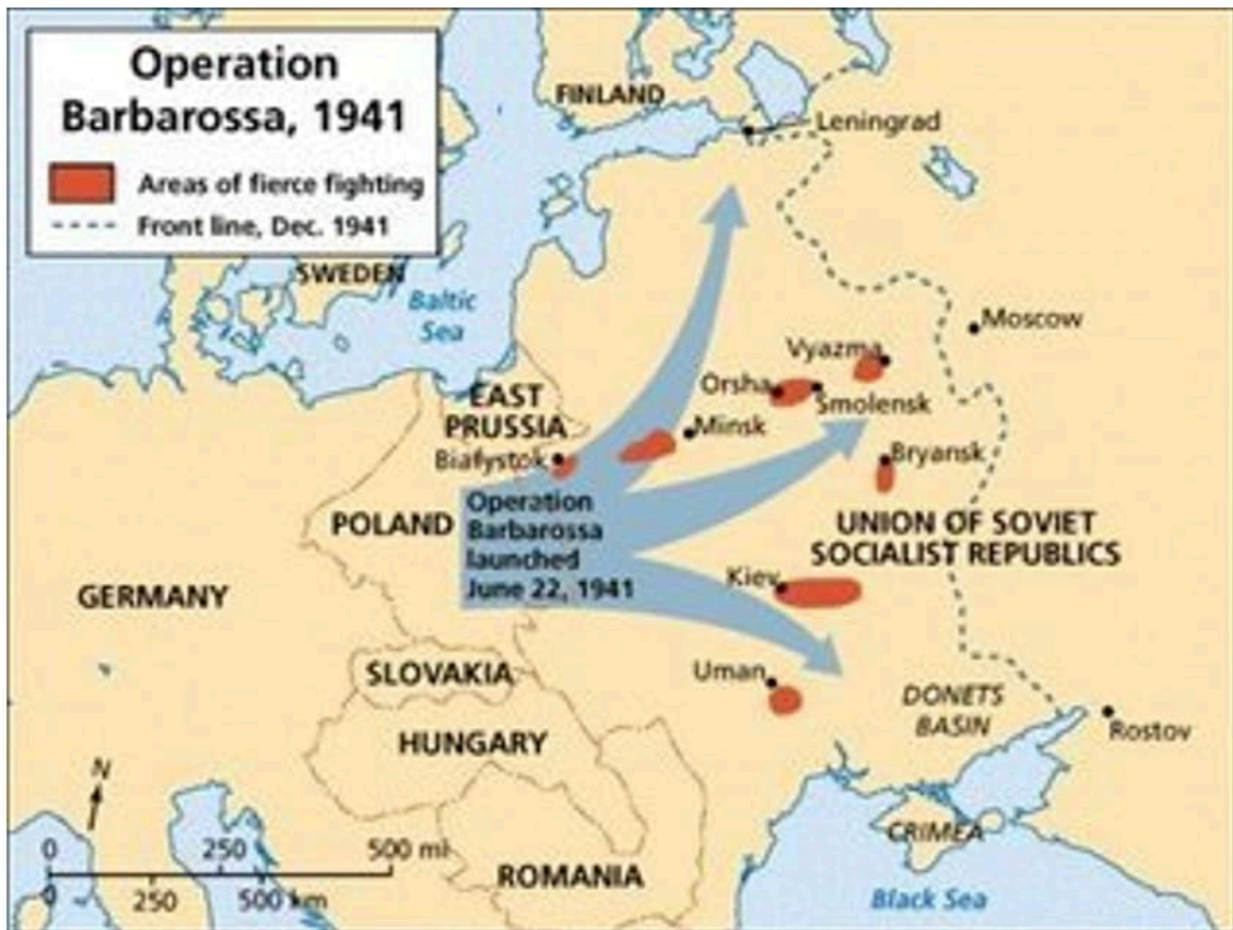 Operation
Barbarossa, 1941
Areas of fierce fighting
Front line, Dec. 1941
FINLAND
Leningrad
SWEDEN
Baltic
Sea
Moscow
Vyazma
Orsha
Smolensk
EAST
PRUSSIA
Minsk
Białystok
Bryansk
POLAND
Operation
Barbarossa
launched
June 22, 1941
UNION OF SOVIET
SOCIALIST REPUBLICS
GERMANY
Kiev
SLOVAKIA
Uman
DONETS
BASIN
Rostov
HUNGARY
N
CRIMEA
0 250 500 mi
0 250 500 km
ROMANIA
Black Sea